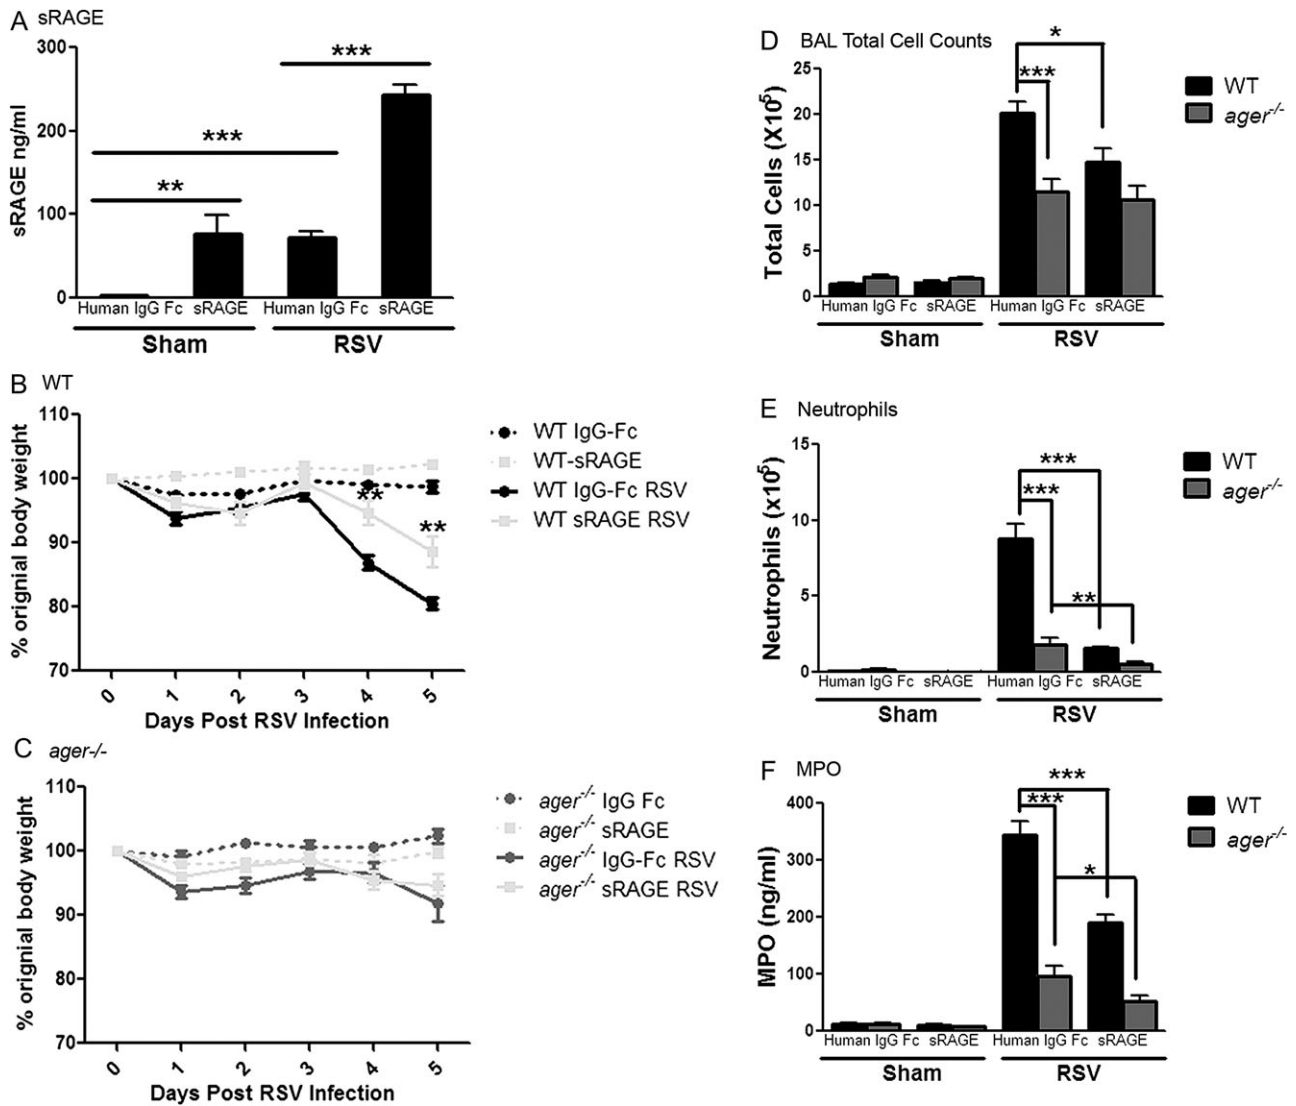 A sRAGE
300
200
100
0
sRAGE ng/ml
***
***
**
Human IgG Fc sRAGE Human IgG Fc sRAGE
Sham RSV
B WT
110
100
90
80
70
% orignial body weight
**
**
0 1 2 3 4 5
Days Post RSV Infection
WT IgG-Fc
WT-sRAGE
WT IgG-Fc RSV
WT sRAGE RSV
C ager-/-
110
100
90
80
70
% orignial body weight
0 1 2 3 4 5
Days Post RSV Infection
ager-/- IgG Fc
ager-/- sRAGE
ager-/- IgG-Fc RSV
ager-/- sRAGE RSV
D BAL Total Cell Counts
25
20
15
10
5
0
Total Cells (X10⁵)
*
***
WT
ager-/-
Human IgG Fc sRAGE Human IgG Fc sRAGE
Sham RSV
E Neutrophils
15
10
5
0
Neutrophils (x10⁵)
***
***
**
WT
ager-/-
Human IgG Fc sRAGE Human IgG Fc sRAGE
Sham RSV
F MPO
400
300
200
100
0
MPO (ng/ml)
***
***
*
WT
ager-/-
Human IgG Fc sRAGE Human IgG Fc sRAGE
Sham RSV